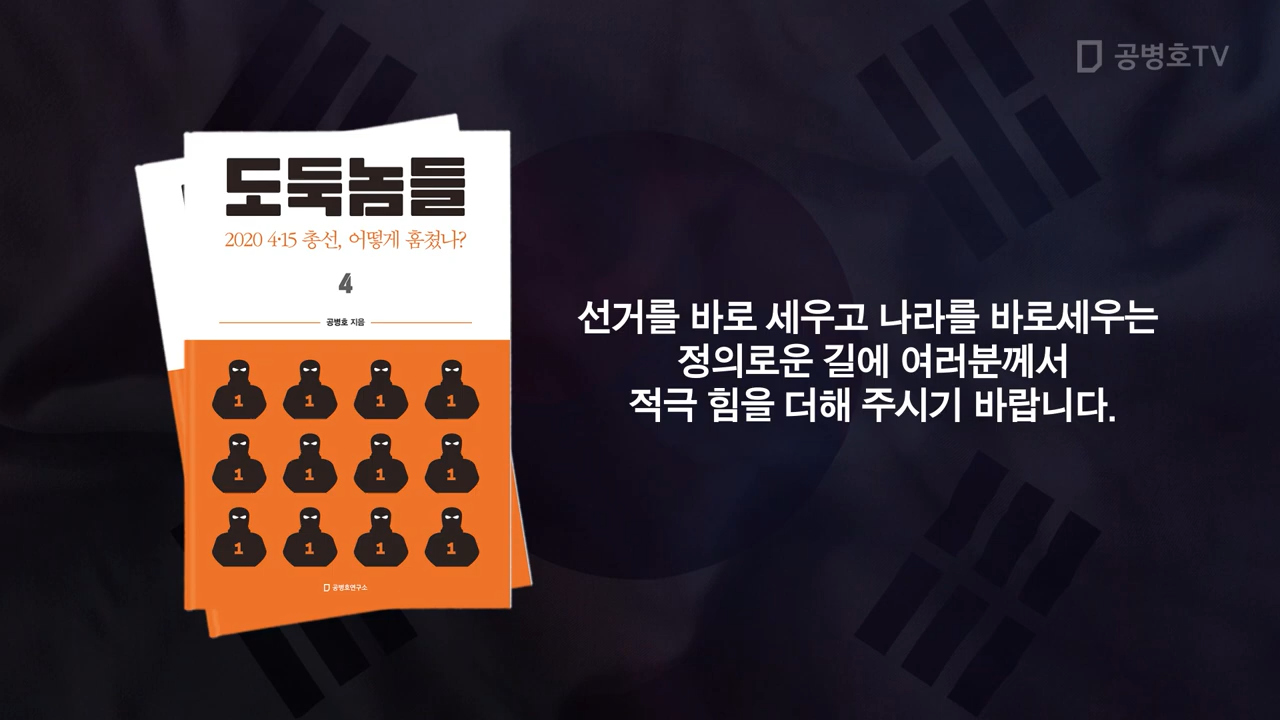 공병호TV
도둑놈들
2020 4·15 총선, 어떻게 훔쳤나?
4
공병호 지음
1 1 1 1
1 1 1 1
1 1 1 1
공병호연구소
선거를 바로 세우고 나라를 바로세우는
정의로운 길에 여러분께서
적극 힘을 더해 주시기 바랍니다.